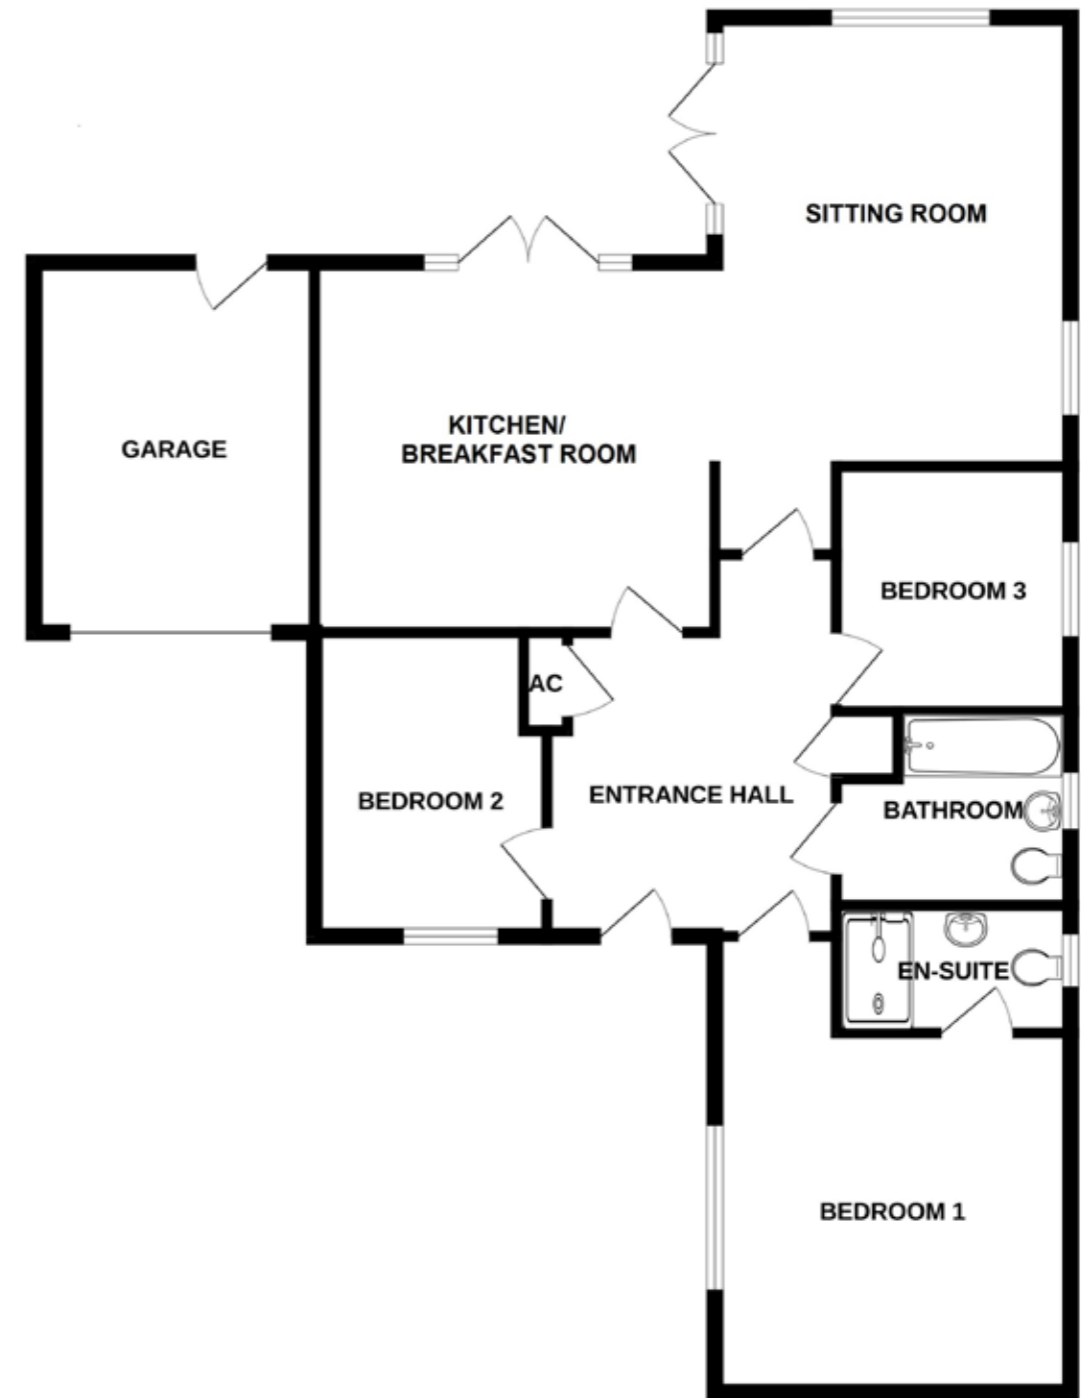 SITTING ROOM
KITCHEN/
BREAKFAST ROOM
GARAGE
BEDROOM 3
AC
BEDROOM 2
ENTRANCE HALL
BATHROOM
EN-SUITE
BEDROOM 1